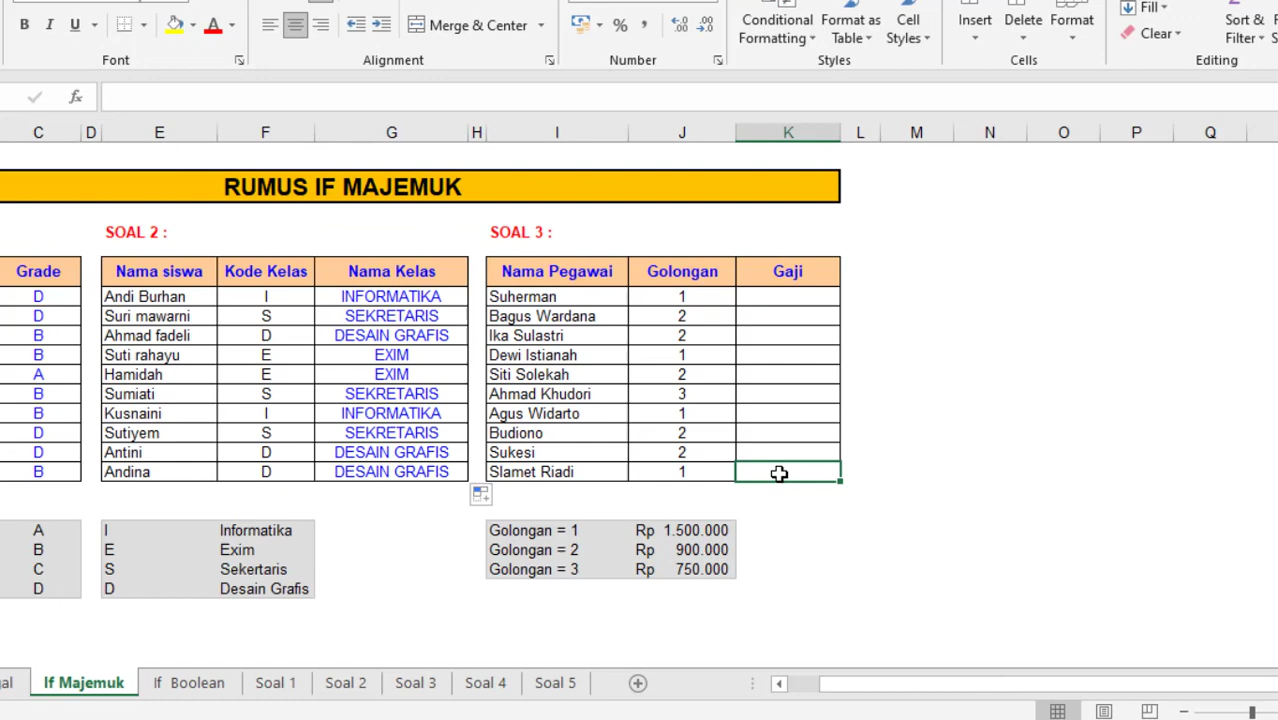 B I U A Merge & Center % , Conditional Formatting Format as Table Cell Styles Insert Delete Format Fill Clear Sort & Filter
Font Alignment Number Styles Cells Editing
fx
C D E F G H I J K L M N O P Q
RUMUS IF MAJEMUK
SOAL 2 : SOAL 3 :
Grade Nama siswa Kode Kelas Nama Kelas Nama Pegawai Golongan Gaji
D Andi Burhan I INFORMATIKA Suherman 1
D Suri mawarni S SEKRETARIS Bagus Wardana 2
B Ahmad fadeli D DESAIN GRAFIS Ika Sulastri 2
B Suti rahayu E EXIM Dewi Istianah 1
A Hamidah E EXIM Siti Solekah 2
B Sumiati S SEKRETARIS Ahmad Khudori 3
B Kusnaini I INFORMATIKA Agus Widarto 1
D Sutiyem S SEKRETARIS Budiono 2
D Antini D DESAIN GRAFIS Sukesi 2
B Andina D DESAIN GRAFIS Slamet Riadi 1
A I Informatika Golongan = 1 Rp 1.500.000
B E Exim Golongan = 2 Rp 900.000
C S Sekertaris Golongan = 3 Rp 750.000
D D Desain Grafis
If Majemuk If Boolean Soal 1 Soal 2 Soal 3 Soal 4 Soal 5